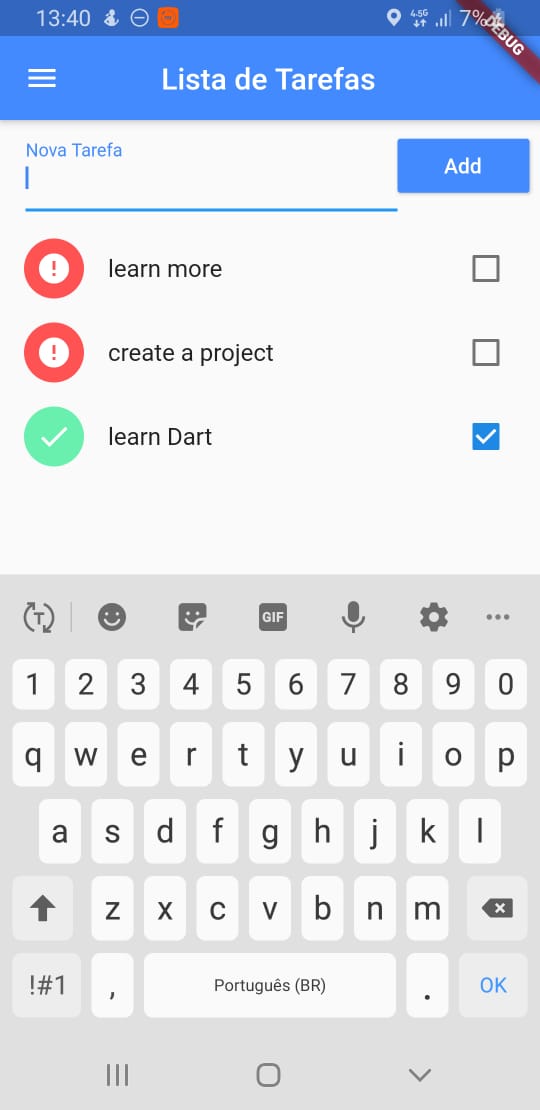 13:40
4.5G
7%
DEBUG
Lista de Tarefas
Nova Tarefa
Add
learn more
create a project
learn Dart
GIF
1 2 3 4 5 6 7 8 9 0
q w e r t y u i o p
a s d f g h j k l
z x c v b n m
!#1 , Português (BR) . OK